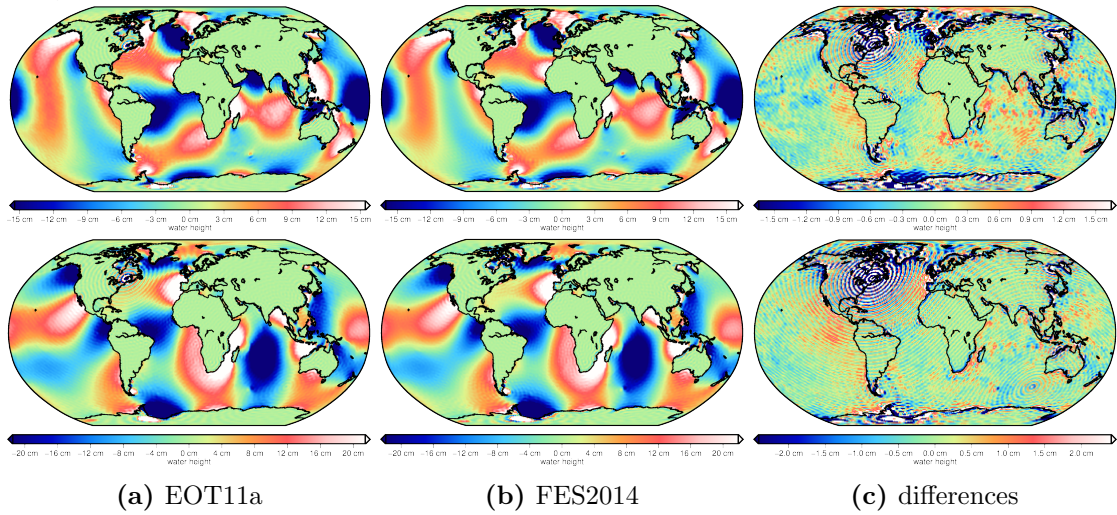 −15 cm −12 cm −9 cm −6 cm −3 cm 0 cm 3 cm 6 cm 9 cm 12 cm 15 cm
water height
−15 cm −12 cm −9 cm −6 cm −3 cm 0 cm 3 cm 6 cm 9 cm 12 cm 15 cm
water height
−1.5 cm −1.2 cm −0.9 cm −0.6 cm −0.3 cm 0.0 cm 0.3 cm 0.6 cm 0.9 cm 1.2 cm 1.5 cm
water height
−20 cm −16 cm −12 cm −8 cm −4 cm 0 cm 4 cm 8 cm 12 cm 16 cm 20 cm
water height
−20 cm −16 cm −12 cm −8 cm −4 cm 0 cm 4 cm 8 cm 12 cm 16 cm 20 cm
water height
−2.0 cm −1.5 cm −1.0 cm −0.5 cm 0.0 cm 0.5 cm 1.0 cm 1.5 cm 2.0 cm
water height
(a) EOT11a
(b) FES2014
(c) differences